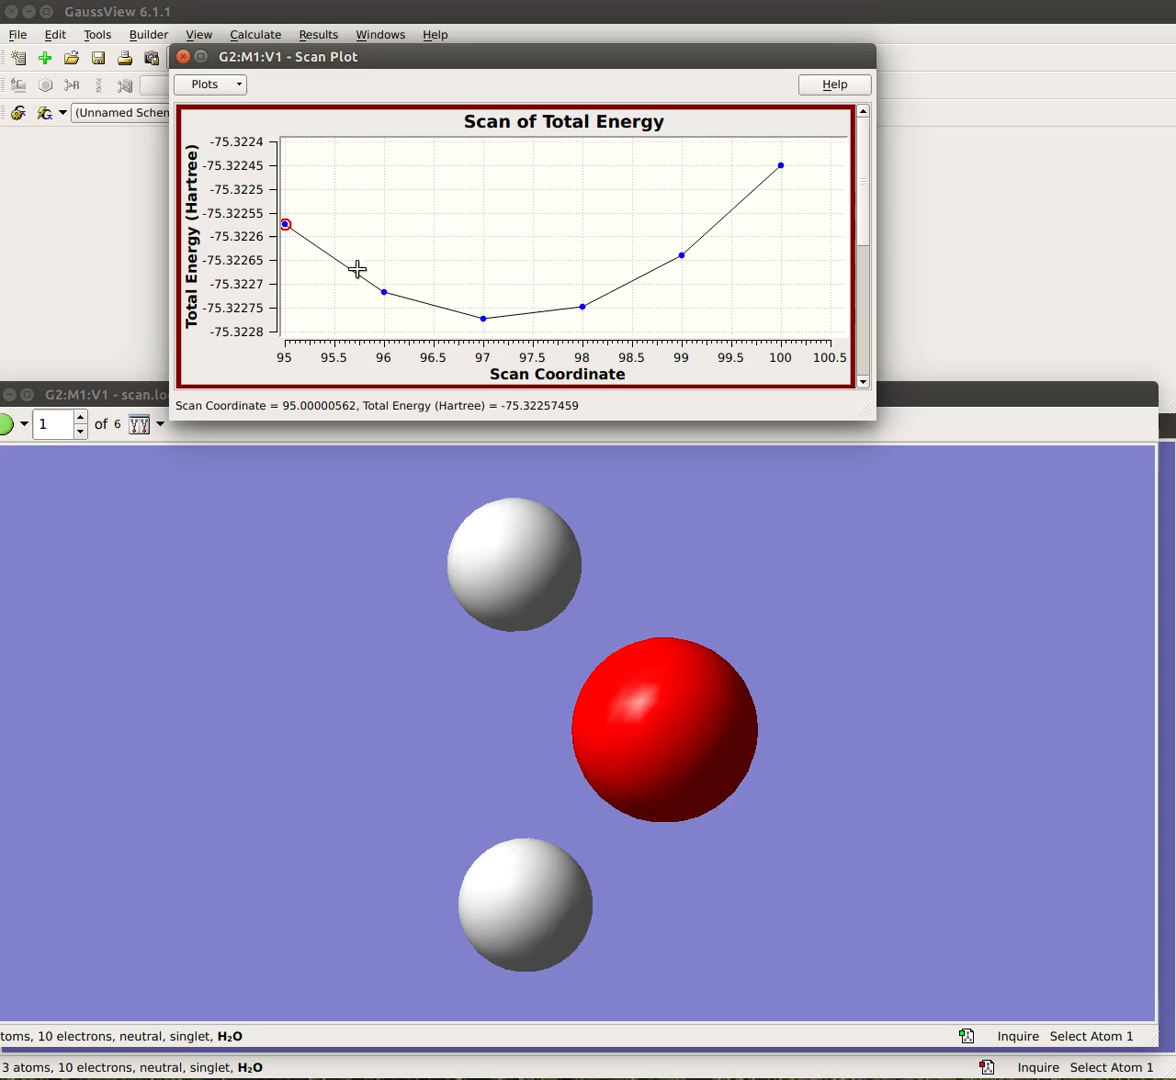 GaussView 6.1.1
File Edit Tools Builder View Calculate Results Windows Help
G2:M1:V1 - Scan Plot
Plots Help
(Unnamed Schem
Scan of Total Energy
Total Energy (Hartree)
-75.3224
-75.32245
-75.3225
-75.32255
-75.3226
-75.32265
-75.3227
-75.32275
-75.3228
95 95.5 96 96.5 97 97.5 98 98.5 99 99.5 100 100.5
Scan Coordinate
Scan Coordinate = 95.00000562, Total Energy (Hartree) = -75.32257459
G2:M1:V1 - scan.lo
1 of 6
toms, 10 electrons, neutral, singlet, H₂O Inquire Select Atom 1
3 atoms, 10 electrons, neutral, singlet, H₂O Inquire Select Atom 1